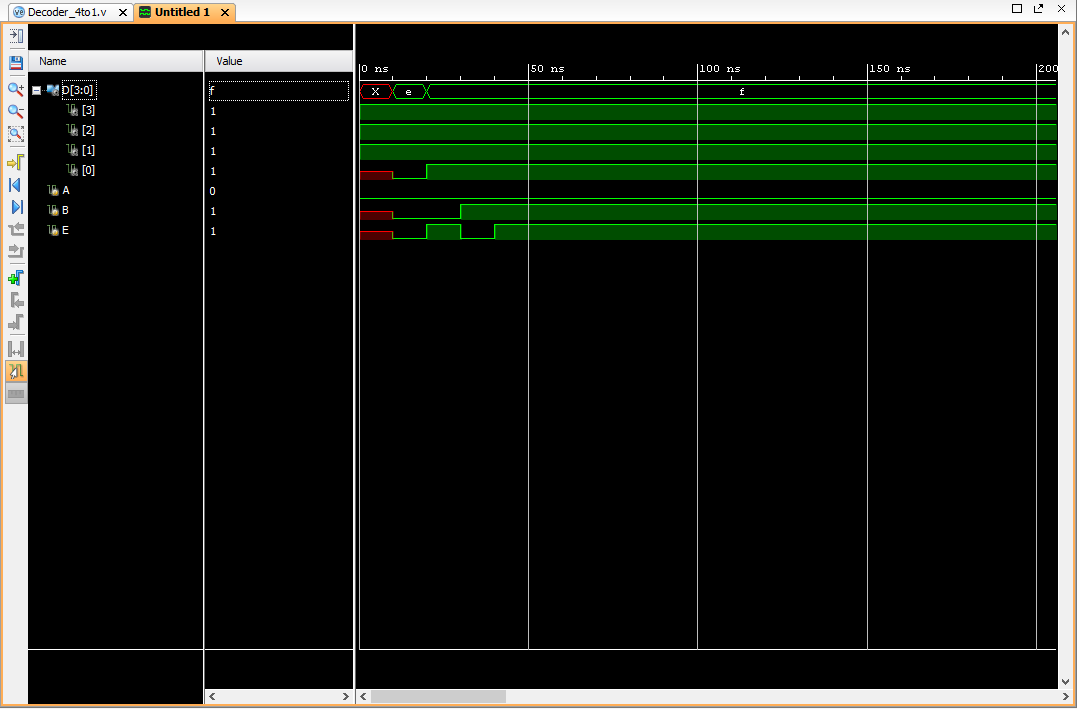 Decoder_4to1.v Untitled 1
Name Value
0 ns 50 ns 100 ns 150 ns 200
D[3:0] f X e f
[3] 1
[2] 1
[1] 1
[0] 1
A 0
B 1
E 1